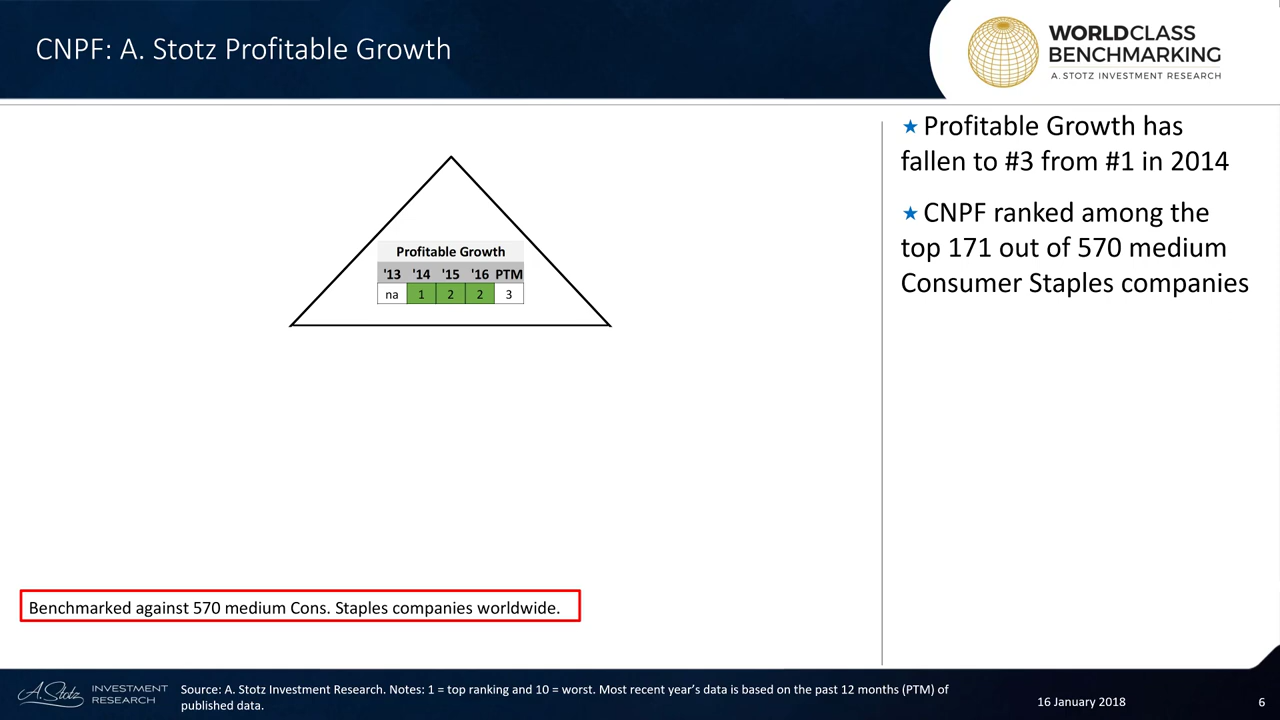 CNPF: A. Stotz Profitable Growth
WORLDCLASS
BENCHMARKING
A. STOTZ INVESTMENT RESEARCH
Profitable Growth
'13 '14 '15 '16 PTM
na 1 2 2 3
★ Profitable Growth has
fallen to #3 from #1 in 2014
★ CNPF ranked among the
top 171 out of 570 medium
Consumer Staples companies
Benchmarked against 570 medium Cons. Staples companies worldwide.
A. Stotz INVESTMENT
RESEARCH
Source: A. Stotz Investment Research. Notes: 1 = top ranking and 10 = worst. Most recent year’s data is based on the past 12 months (PTM) of
published data.
16 January 2018
6